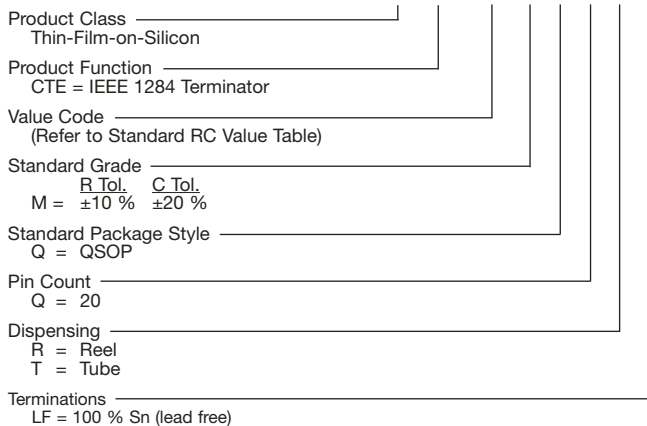 Product Class
Thin-Film-on-Silicon
Product Function
CTE = IEEE 1284 Terminator
Value Code
(Refer to Standard RC Value Table)
Standard Grade
R Tol. C Tol.
M = ±10 % ±20 %
Standard Package Style
Q = QSOP
Pin Count
Q = 20
Dispensing
R = Reel
T = Tube
Terminations
LF = 100 % Sn (lead free)